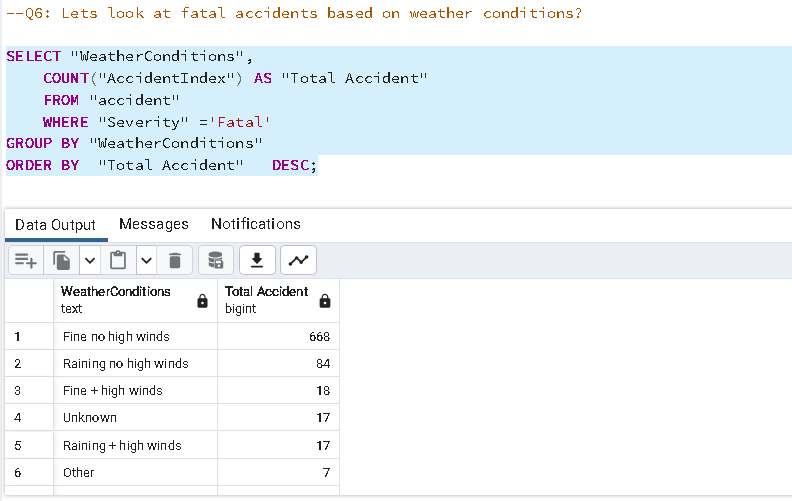 --Q6: Lets look at fatal accidents based on weather conditions?
SELECT "WeatherConditions",
COUNT("AccidentIndex") AS "Total Accident"
FROM "accident"
WHERE "Severity" ='Fatal'
GROUP BY "WeatherConditions"
ORDER BY "Total Accident" DESC;
Data Output Messages Notifications
WeatherConditions Total Accident
text bigint
1 Fine no high winds 668
2 Raining no high winds 84
3 Fine + high winds 18
4 Unknown 17
5 Raining + high winds 17
6 Other 7